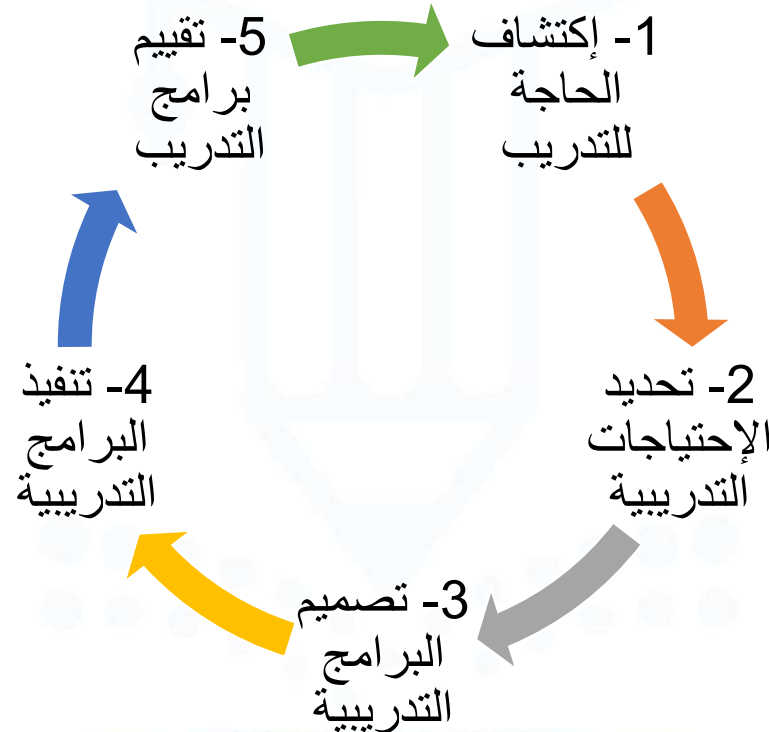 1- إكتشاف
الحاجة
للتدريب
2- تحديد
الإحتياجات
التدريبية
3- تصميم
البرامج
التدريبية
4- تنفيذ
البرامج
التدريبية
5- تقييم
برامج
التدريب